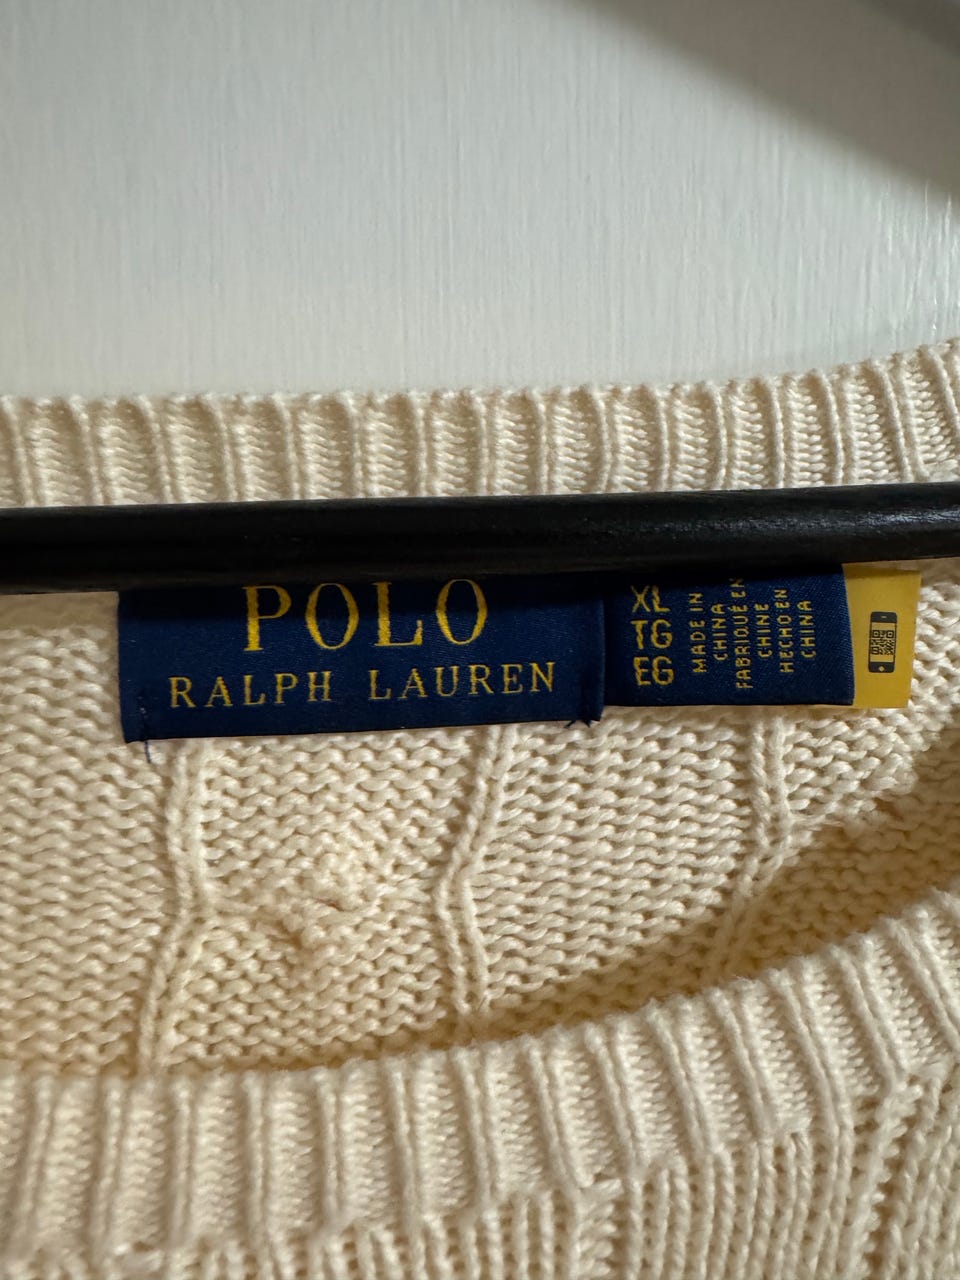 POLO
RALPH LAUREN
XL
TG
EG
MADE IN
CHINA
FABRIQUÉ EN
CHINE
HECHO EN
CHINA